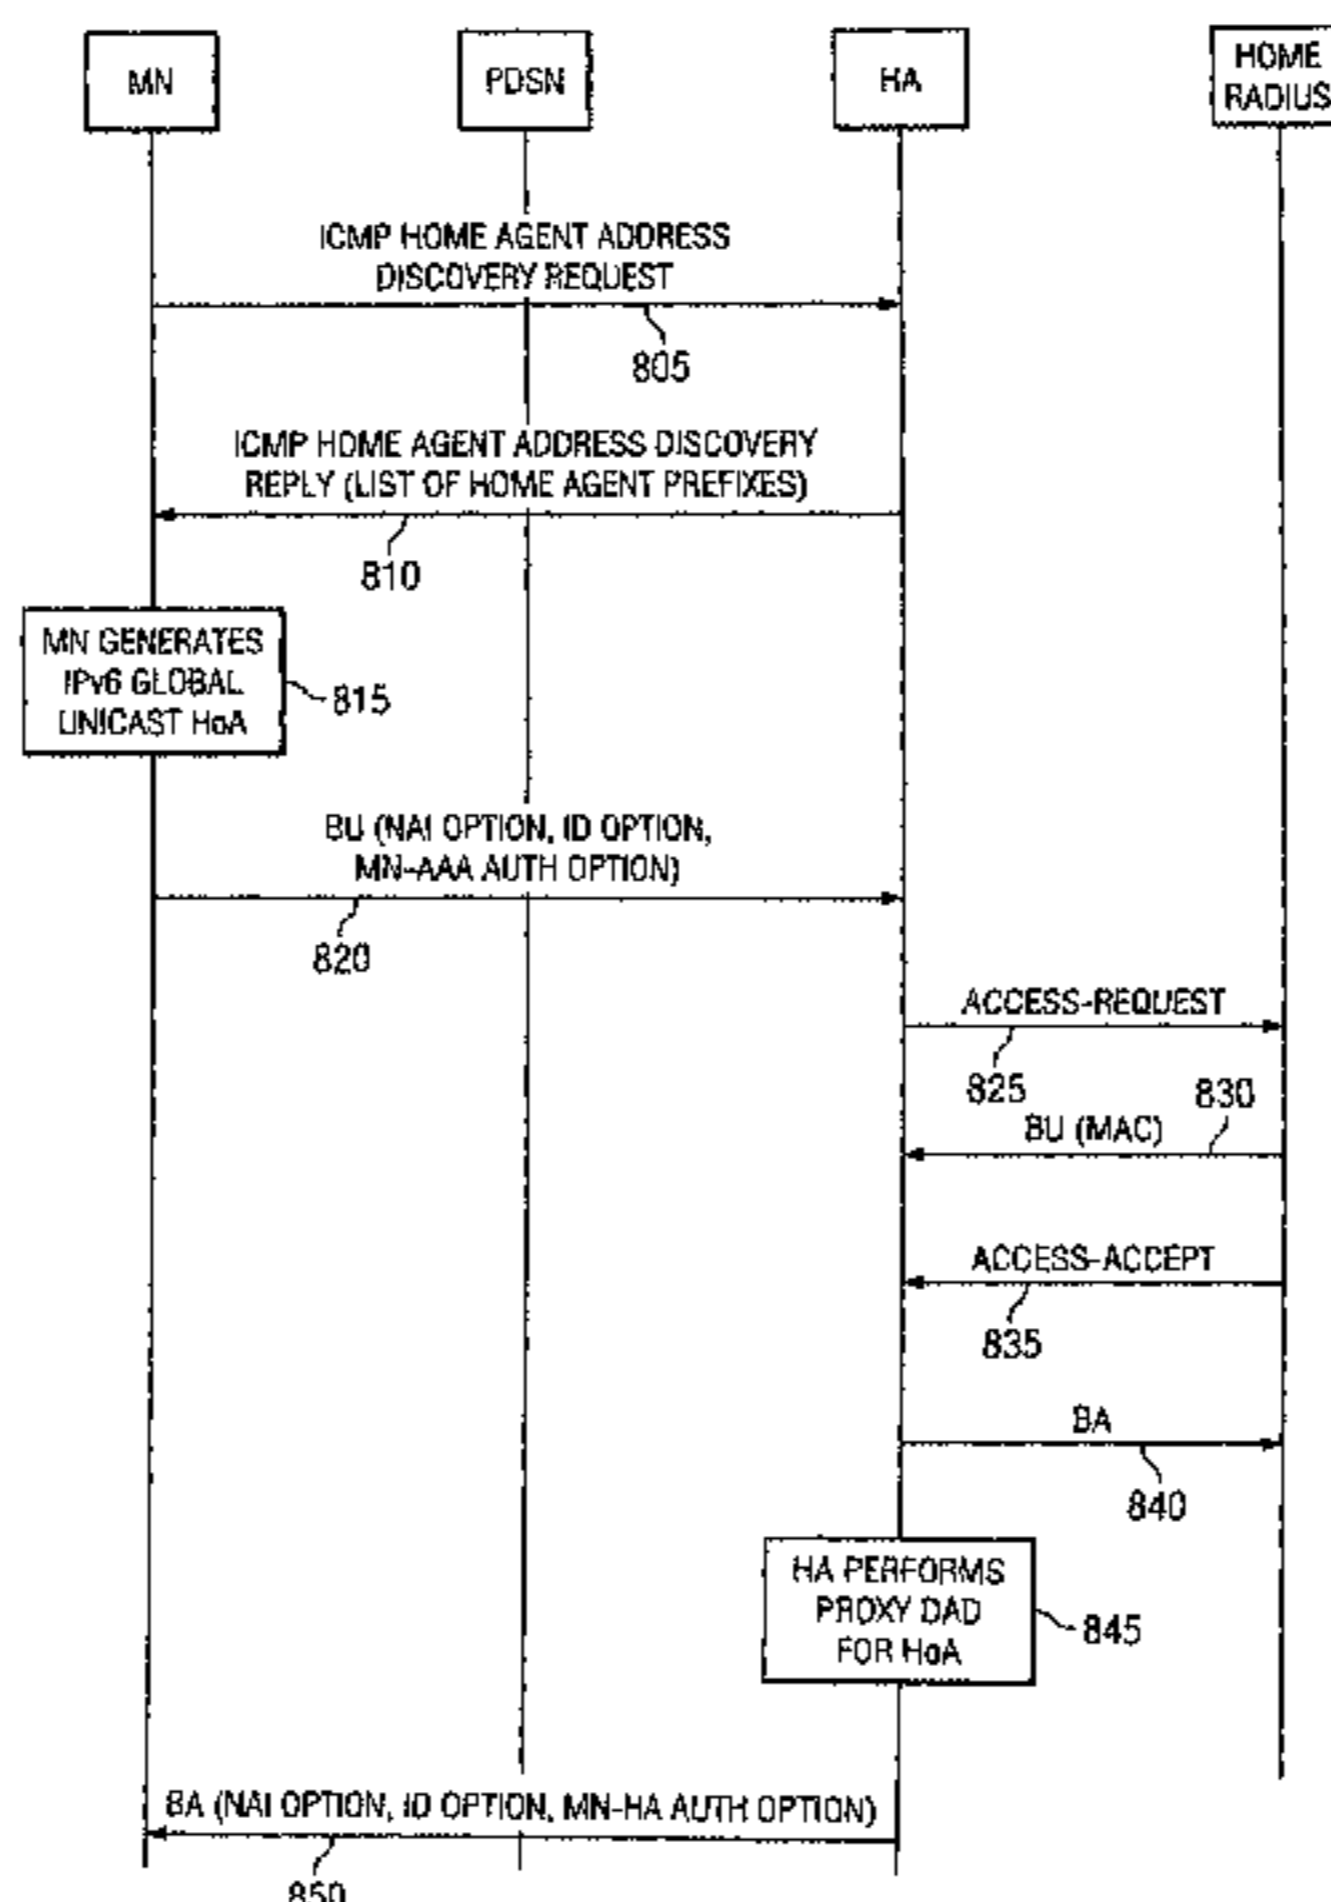 MN
PDSN
HA
HOME
RADIUS
ICMP HOME AGENT ADDRESS
DISCOVERY REQUEST
805
ICMP HOME AGENT ADDRESS DISCOVERY
REPLY (LIST OF HOME AGENT PREFIXES)
810
MN GENERATES
IPv6 GLOBAL
UNICAST HoA
815
BU (NAI OPTION, ID OPTION,
MN-AAA AUTH OPTION)
820
ACCESS-REQUEST
825
830
BU (MAC)
ACCESS-ACCEPT
835
BA
840
HA PERFORMS
PROXY DAD
FOR HoA
845
BA (NAI OPTION, ID OPTION, MN-HA AUTH OPTION)
850